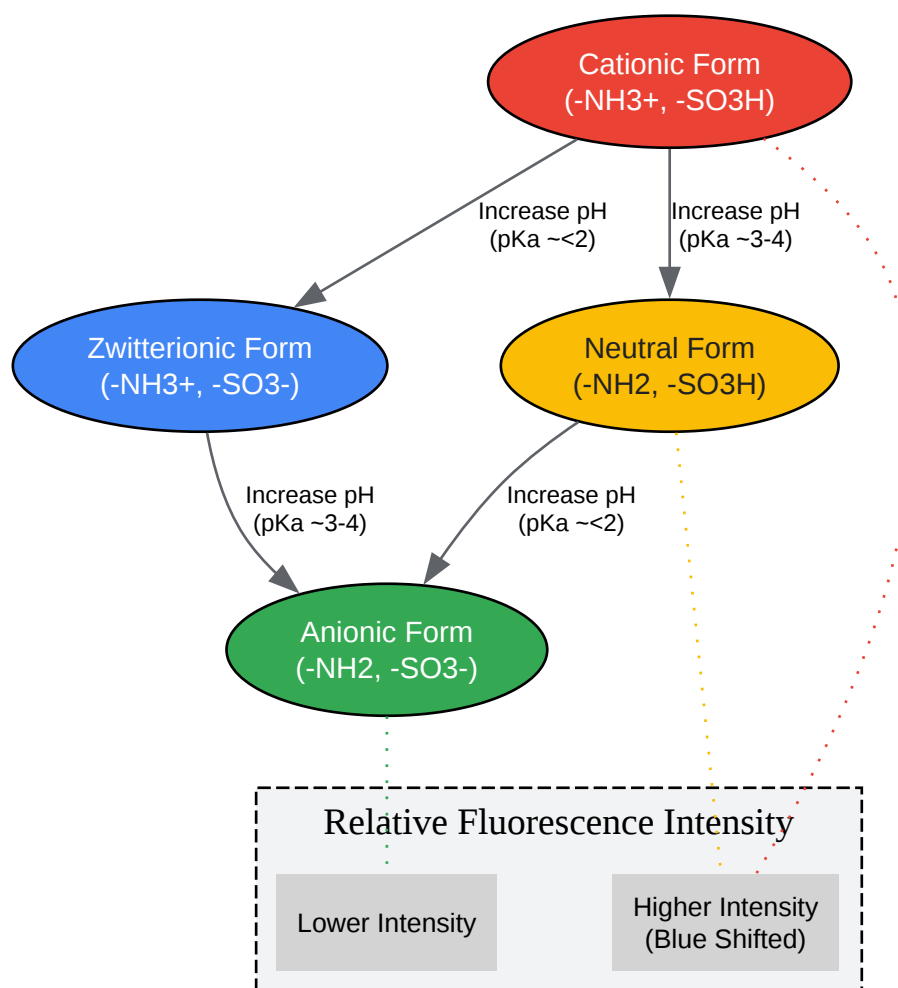 Cationic Form
(-NH3+, -SO3H)
Increase pH
(pKa ~<2)
Increase pH
(pKa ~3-4)
Zwitterionic Form
(-NH3+, -SO3-)
Neutral Form
(-NH2, -SO3H)
Increase pH
(pKa ~3-4)
Increase pH
(pKa ~<2)
Anionic Form
(-NH2, -SO3-)
Relative Fluorescence Intensity
Lower Intensity
Higher Intensity
(Blue Shifted)